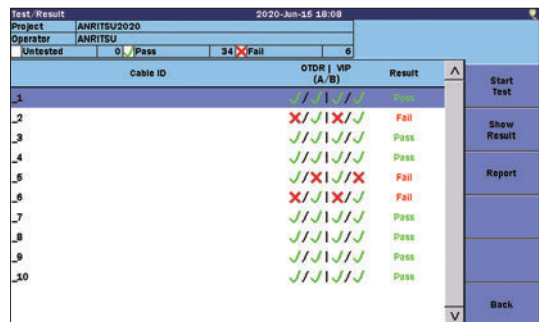 Test/Result 2020-Jun-15 18:08
Project ANRITSU2020
Operator ANRITSU
Untested 0 Pass 34 Fail 6
Cable ID OTDR | VIP (A/B) Result
_1 Pass
_2 Fail
_3 Pass
_4 Pass
_5 Fail
_6 Fail
_7 Pass
_8 Pass
_9 Pass
_10 Pass
Start Test
Show Result
Report
Back